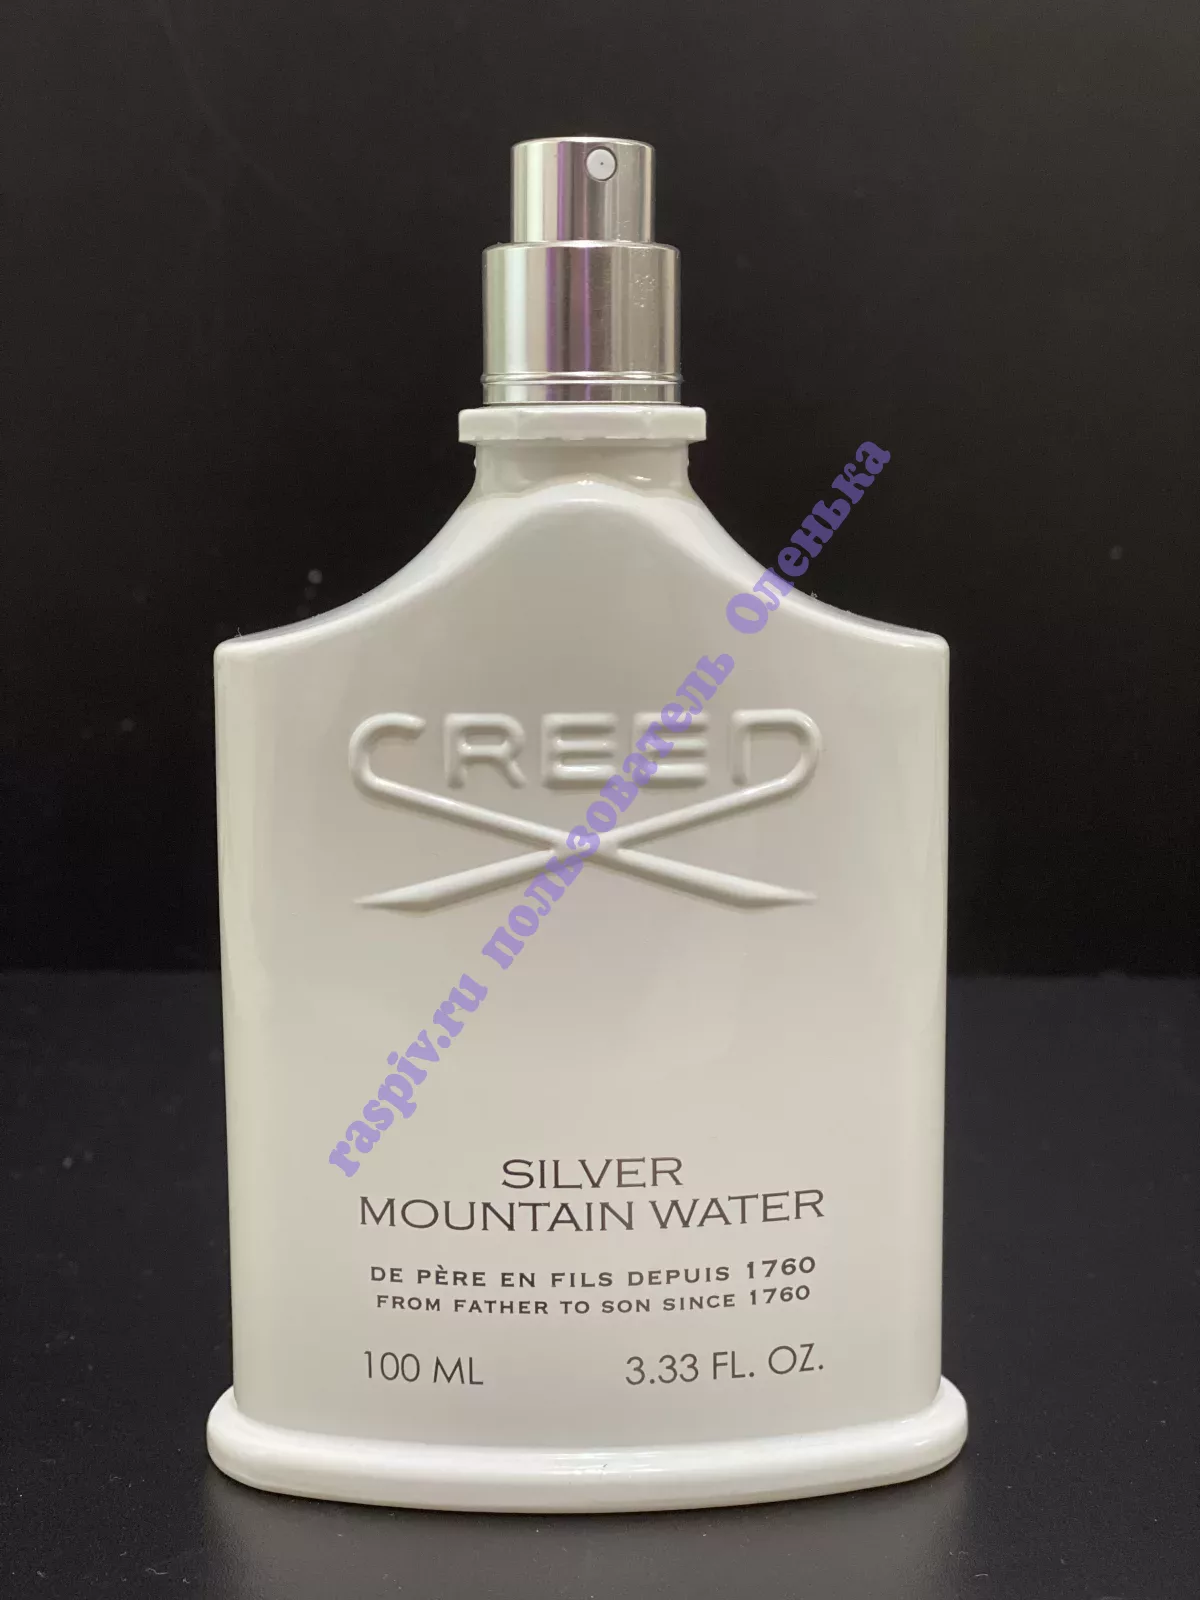 CREED
raspiv.ru пользователь Оленька
SILVER
MOUNTAIN WATER
DE PÈRE EN FILS DEPUIS 1760
FROM FATHER TO SON SINCE 1760
100 ML 3.33 FL. OZ.